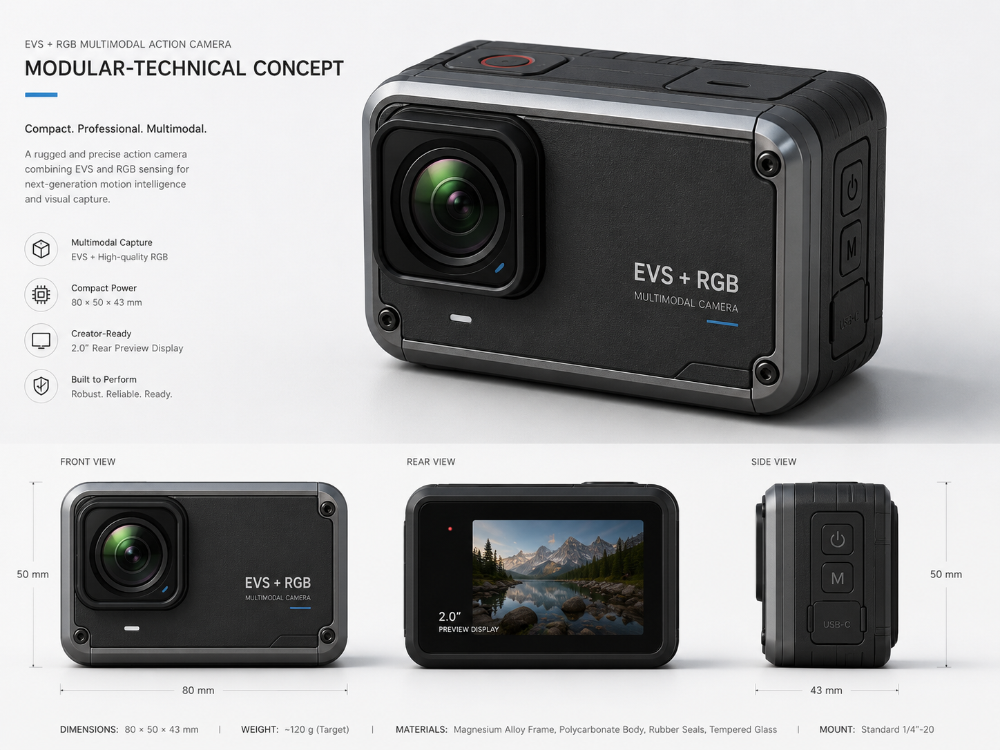 EVS + RGB MULTIMODAL ACTION CAMERA
MODULAR-TECHNICAL CONCEPT
Compact. Professional. Multimodal.
A rugged and precise action camera
combining EVS and RGB sensing for
next-generation motion intelligence
and visual capture.
Multimodal Capture
EVS + High-quality RGB
Compact Power
80 × 50 × 43 mm
Creator-Ready
2.0” Rear Preview Display
Built to Perform
Robust. Reliable. Ready.
EVS + RGB
MULTIMODAL CAMERA
M
USB-C
FRONT VIEW
50 mm
EVS + RGB
MULTIMODAL CAMERA
80 mm
REAR VIEW
2.0”
PREVIEW DISPLAY
SIDE VIEW
M
USB-C
50 mm
43 mm
DIMENSIONS: 80 × 50 × 43 mm | WEIGHT: ~120 g (Target) | MATERIALS: Magnesium Alloy Frame, Polycarbonate Body, Rubber Seals, Tempered Glass | MOUNT: Standard 1/4”-20